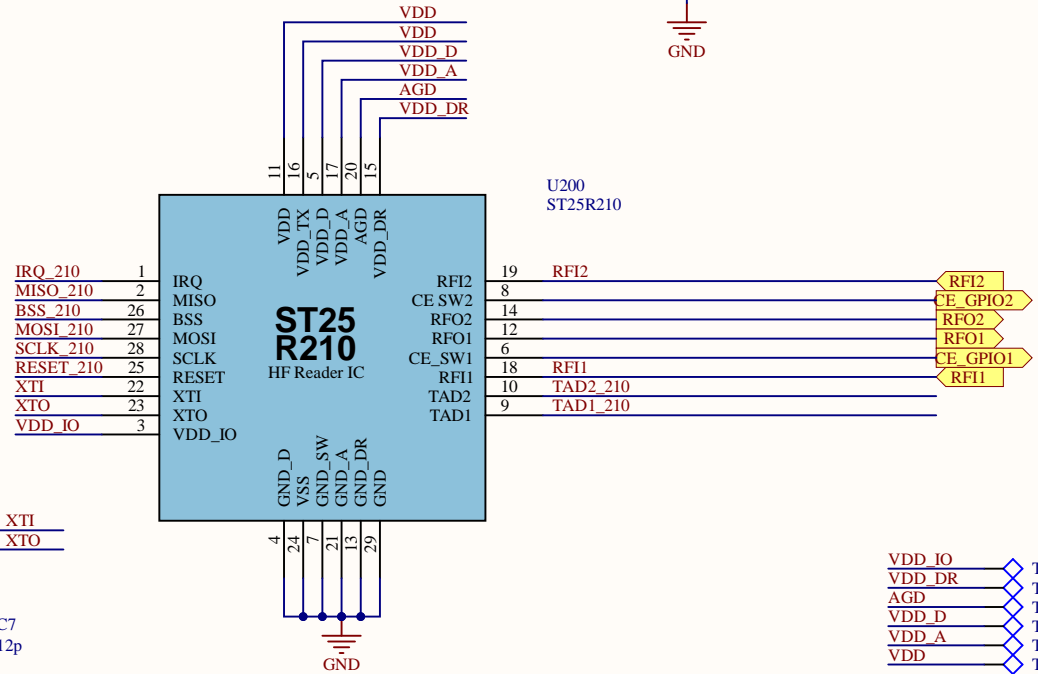 VDD
VDD
VDD_D
VDD_A
AGD
VDD_DR
GND
11
16
5
17
20
15
U200
ST25R210
VDD
VDD_TX
VDD_D
VDD_A
AGD
VDD_DR
IRQ_210 1 IRQ
MISO_210 2 MISO
BSS_210 26 BSS
MOSI_210 27 MOSI
SCLK_210 28 SCLK
RESET_210 25 RESET
XTI 22 XTI
XTO 23 XTO
VDD_IO 3 VDD_IO
ST25
R210
HF Reader IC
RFI2 19 RFI2 RFI2
CE SW2 8 CE_GPIO2
RFO2 14 RFO2
RFO1 12 RFO1
CE_SW1 6 CE_GPIO1
RFI1 18 RFI1 RFI1
TAD2 10 TAD2_210
TAD1 9 TAD1_210
GND_D
VSS
GND_SW
GND_A
GND_DR
GND
4
24
7
21
13
29
GND
XTI
XTO
C7
12p
VDD_IO
VDD_DR
AGD
VDD_D
VDD_A
VDD